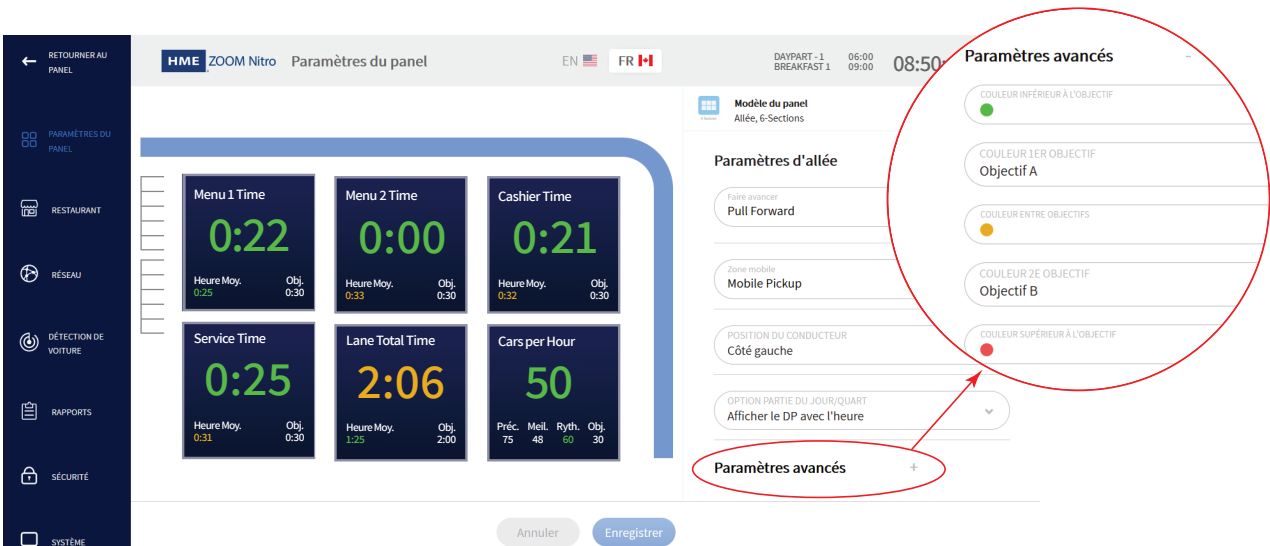 RETOURNER AU
PANEL
HME ZOOM Nitro
Paramètres du panel
EN
FR
DAYPART - 1 06:00
BREAKFAST 1 09:00
08:50
PARAMÈTRES DU
PANEL
RESTAURANT
RÉSEAU
DÉTECTION DE
VOITURE
RAPPORTS
SÉCURITÉ
SYSTÈME
Menu 1 Time
0:22
Heure Moy. Obj.
0:25 0:30
Menu 2 Time
0:00
Heure Moy. Obj.
0:33 0:30
Cashier Time
0:21
Heure Moy. Obj.
0:32 0:30
Service Time
0:25
Heure Moy. Obj.
0:31 0:30
Lane Total Time
2:06
Heure Moy. Obj.
1:25 2:00
Cars per Hour
50
Préc. Meil. Ryth. Obj.
75 48 60 30
Modèle du panel
Allée, 6-Sections
Paramètres d'allée
Faire avancer
Pull Forward
Zone mobile
Mobile Pickup
POSITION DU CONDUCTEUR
Côté gauche
OPTION PARTIE DU JOUR/QUART
Afficher le DP avec l'heure
Paramètres avancés +
Paramètres avancés -
COULEUR INFÉRIEUR À L'OBJECTIF
COULEUR 1ER OBJECTIF
Objectif A
COULEUR ENTRE OBJECTIFS
COULEUR 2E OBJECTIF
Objectif B
COULEUR SUPÉRIEUR À L'OBJECTIF
Annuler
Enregistrer